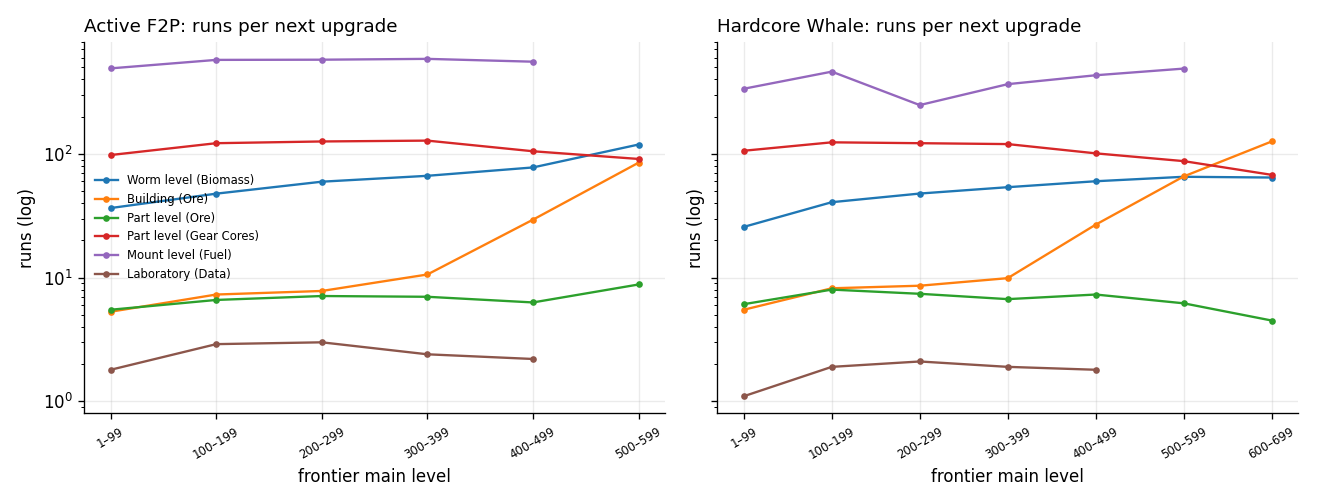 Active F2P: runs per next upgrade
runs (log)
10²
10¹
10⁰
Worm level (Biomass)
Building (Ore)
Part level (Ore)
Part level (Gear Cores)
Mount level (Fuel)
Laboratory (Data)
1–99
100–199
200–299
300–399
400–499
500–599
frontier main level
Hardcore Whale: runs per next upgrade
runs (log)
1–99
100–199
200–299
300–399
400–499
500–599
600–699
frontier main level